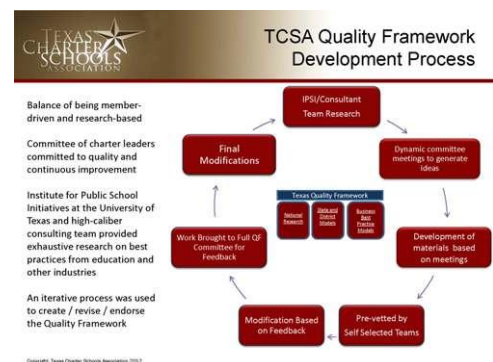 TEXAS
CHARTER
SCHOOLS
ASSOCIATION
TCSA Quality Framework
Development Process
Balance of being member-
driven and research-based
Committee of charter leaders
committed to quality and
continuous improvement
Institute for Public School
Initiatives at the University of
Texas and high-caliber
consulting team provided
exhaustive research on best
practices from education and
other industries
An iterative process was used
to create / revise / endorse
the Quality Framework
IPSI/Consultant
Team Research
Dynamic committee
meetings to generate
ideas
Development of
materials based
on meetings
Pre-vetted by
Self Selected Teams
Modification Based
on Feedback
Work Brought to Full QF
Committee for
Feedback
Final
Modifications
Texas Quality Framework
National
Research
State and
District
Models
Business
Best
Practice
Models
Copyright Texas Charter Schools Association 2012